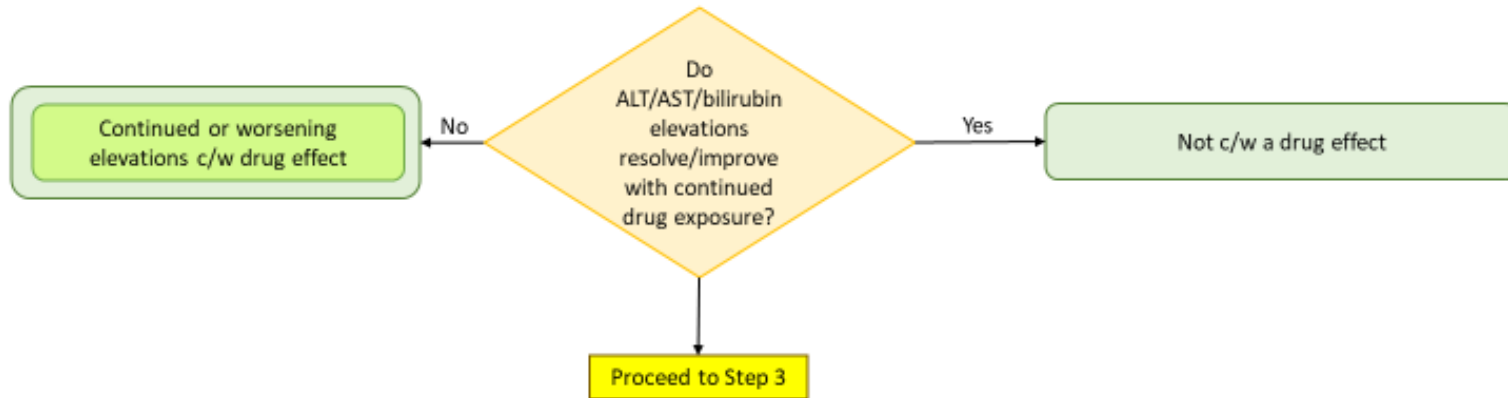 Do
ALT/AST/bilirubin
elevations
resolve/improve
with continued
drug exposure?
No
Continued or worsening
elevations c/w drug effect
Yes
Not c/w a drug effect
Proceed to Step 3